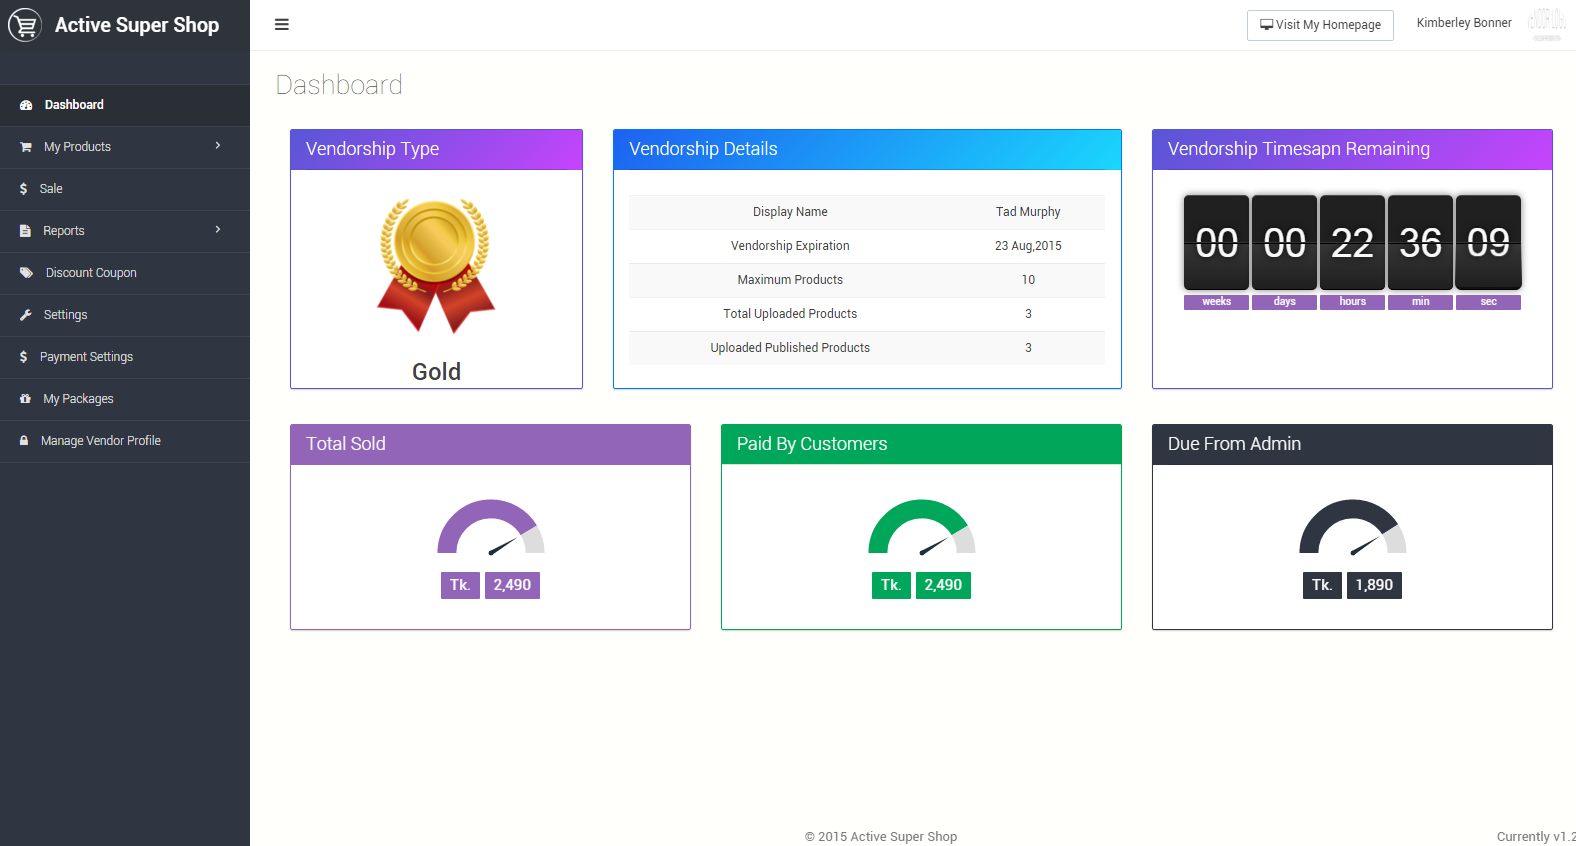 Active Super Shop
Visit My Homepage
Kimberley Bonner
Dashboard
Dashboard
My Products
Sale
Reports
Discount Coupon
Settings
Payment Settings
My Packages
Manage Vendor Profile
Vendorship Type
Gold
Vendorship Details
Display Name Tad Murphy
Vendorship Expiration 23 Aug,2015
Maximum Products 10
Total Uploaded Products 3
Uploaded Published Products 3
Vendorship Timesapn Remaining
00 00 22 36 09
weeks days hours min sec
Total Sold
Tk. 2,490
Paid By Customers
Tk. 2,490
Due From Admin
Tk. 1,890
© 2015 Active Super Shop
Currently v1.2